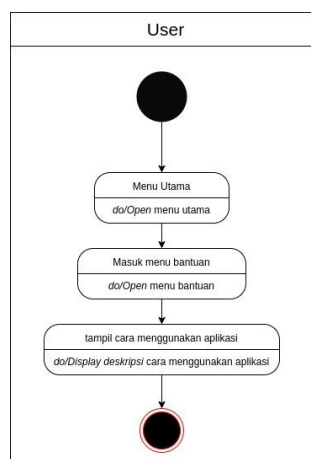 User
Menu Utama
do/Open menu utama
Masuk menu bantuan
do/Open menu bantuan
tampil cara menggunakan aplikasi
do/Display deskripsi cara menggunakan aplikasi